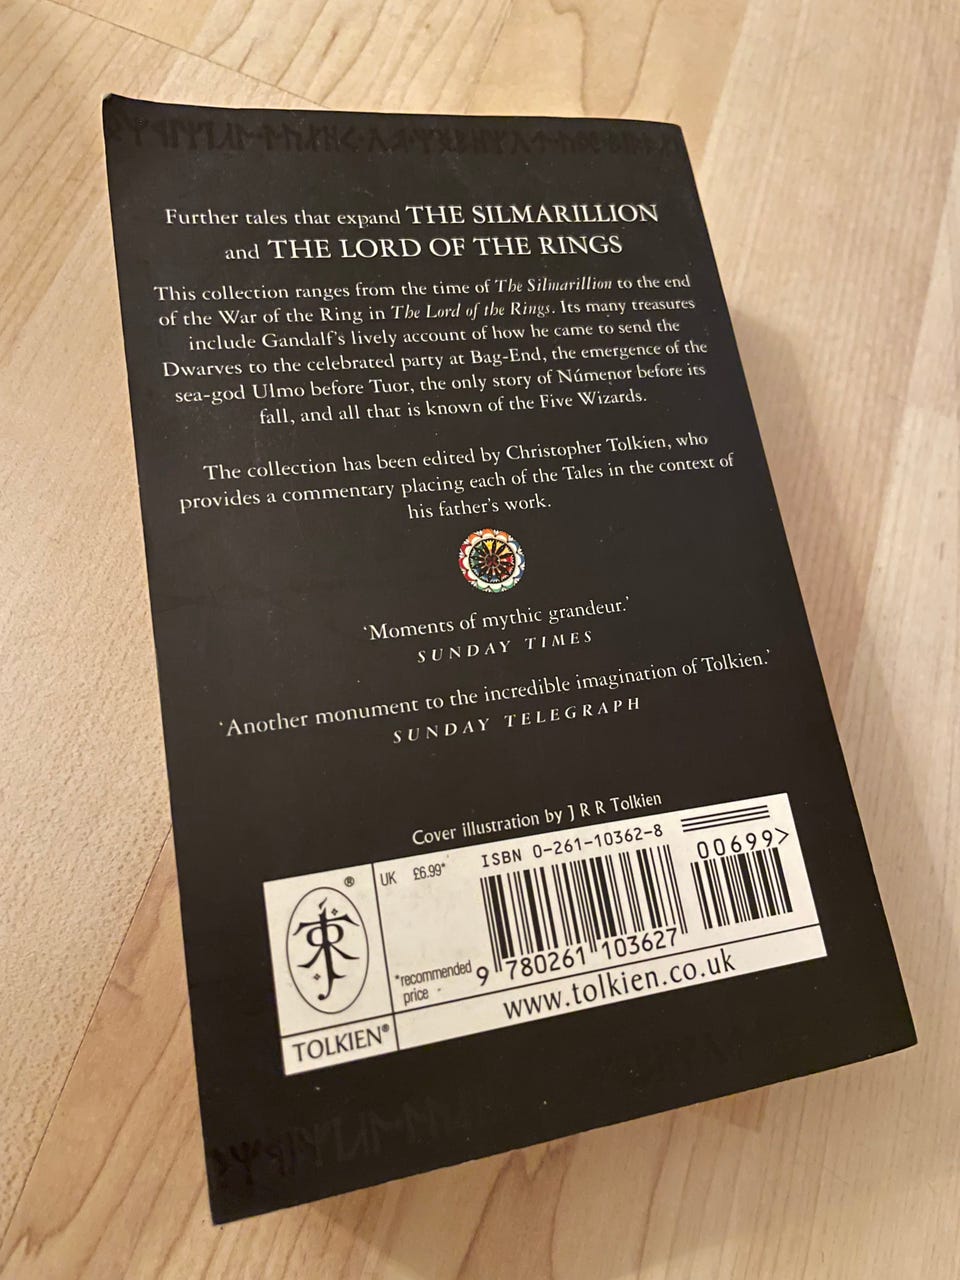 Further tales that expand THE SILMARILLION
and THE LORD OF THE RINGS
This collection ranges from the time of The Silmarillion to the end
of the War of the Ring in The Lord of the Rings. Its many treasures
include Gandalf's lively account of how he came to send the
Dwarves to the celebrated party at Bag-End, the emergence of the
sea-god Ulmo before Tuor, the only story of Númenor before its
fall, and all that is known of the Five Wizards.
The collection has been edited by Christopher Tolkien, who
provides a commentary placing each of the Tales in the context of
his father's work.
'Moments of mythic grandeur.'
SUNDAY TIMES
'Another monument to the incredible imagination of Tolkien.'
SUNDAY TELEGRAPH
Cover illustration by J R R Tolkien
®
UK £6.99*
ISBN 0-261-10362-8
00699>
*recommended
price
9 780261 103627
www.tolkien.co.uk
TOLKIEN®